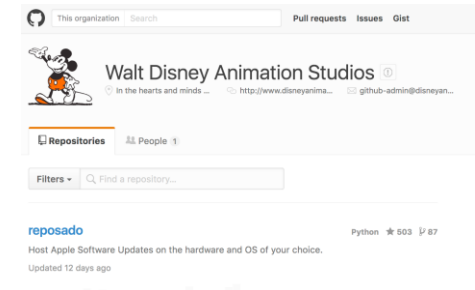 This organization Search Pull requests Issues Gist
Walt Disney Animation Studios
In the hearts and minds ... http://www.disneyanima... github-admin@disneyan...
Repositories People 1
Filters Find a repository...
reposado Python 503 87
Host Apple Software Updates on the hardware and OS of your choice.
Updated 12 days ago